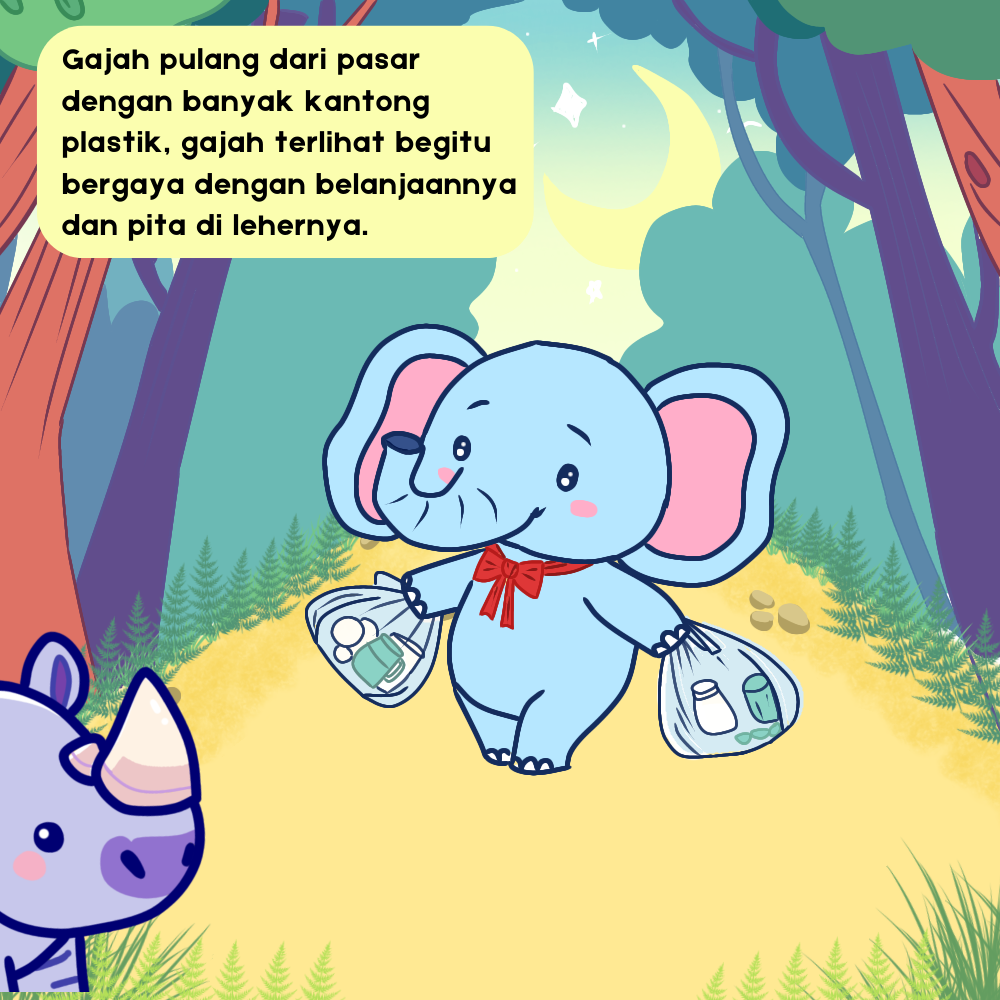 Gajah pulang dari pasar
dengan banyak kantong
plastik, gajah terlihat begitu
bergaya dengan belanjaannya
dan pita di lehernya.